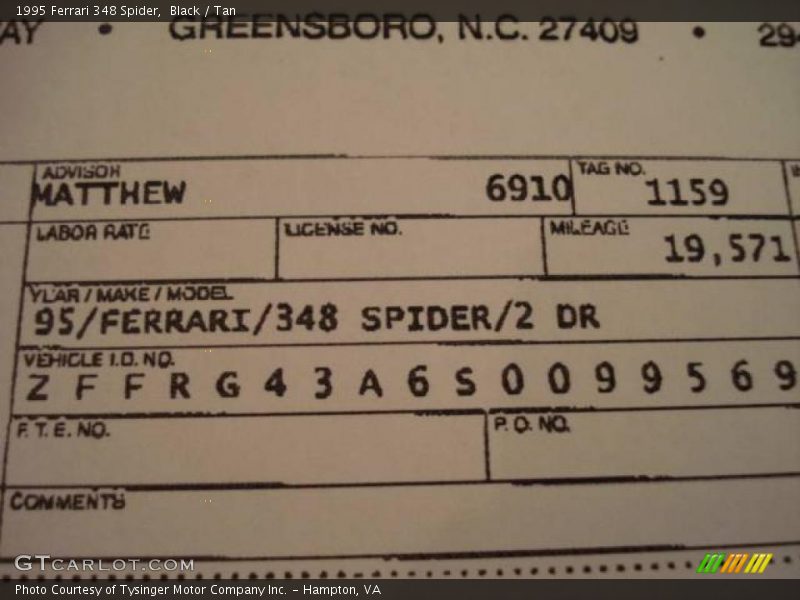 1995 Ferrari 348 Spider, Black / Tan
AY • GREENSBORO, N.C. 27409 • 29
ADVISOR TAG NO.
MATTHEW 6910 1159
LABOR RATE LICENSE NO. MILEAGE
19,571
YEAR / MAKE / MODEL
95/FERRARI/348 SPIDER/2 DR
VEHICLE I.D. NO.
Z F F R G 4 3 A 6 S 0 0 9 9 5 6 9
F. T. E. NO. P. O. NO.
COMMENTS
GTCARLOT.COM
Photo Courtesy of Tysinger Motor Company Inc. – Hampton, VA